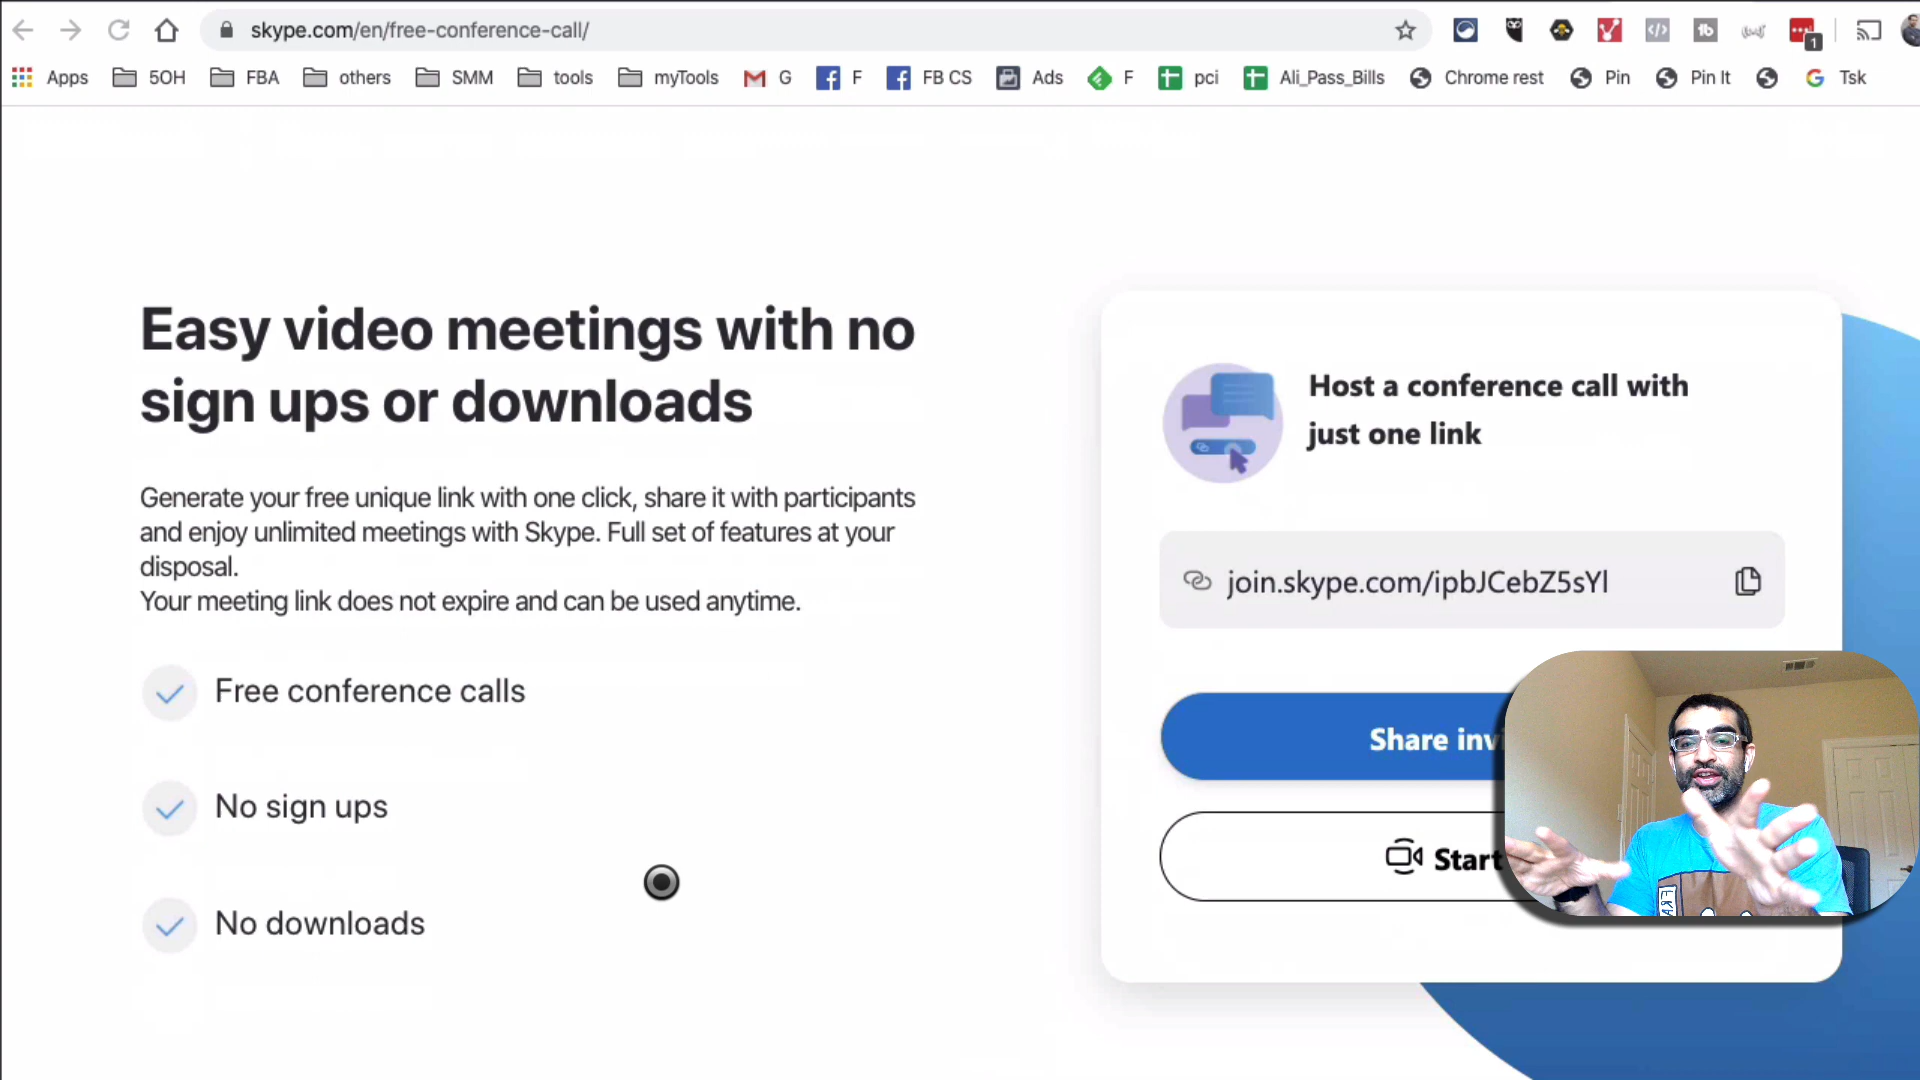 skype.com/en/free-conference-call/
1
Apps 5OH FBA others SMM tools myTools G F FB CS Ads F pci Ali_Pass_Bills Chrome rest Pin Pin It Tsk
Easy video meetings with no
sign ups or downloads
Generate your free unique link with one click, share it with participants
and enjoy unlimited meetings with Skype. Full set of features at your
disposal.
Your meeting link does not expire and can be used anytime.
Free conference calls
No sign ups
No downloads
Host a conference call with
just one link
join.skype.com/ipbJCebZ5sYl
Share invi
Start